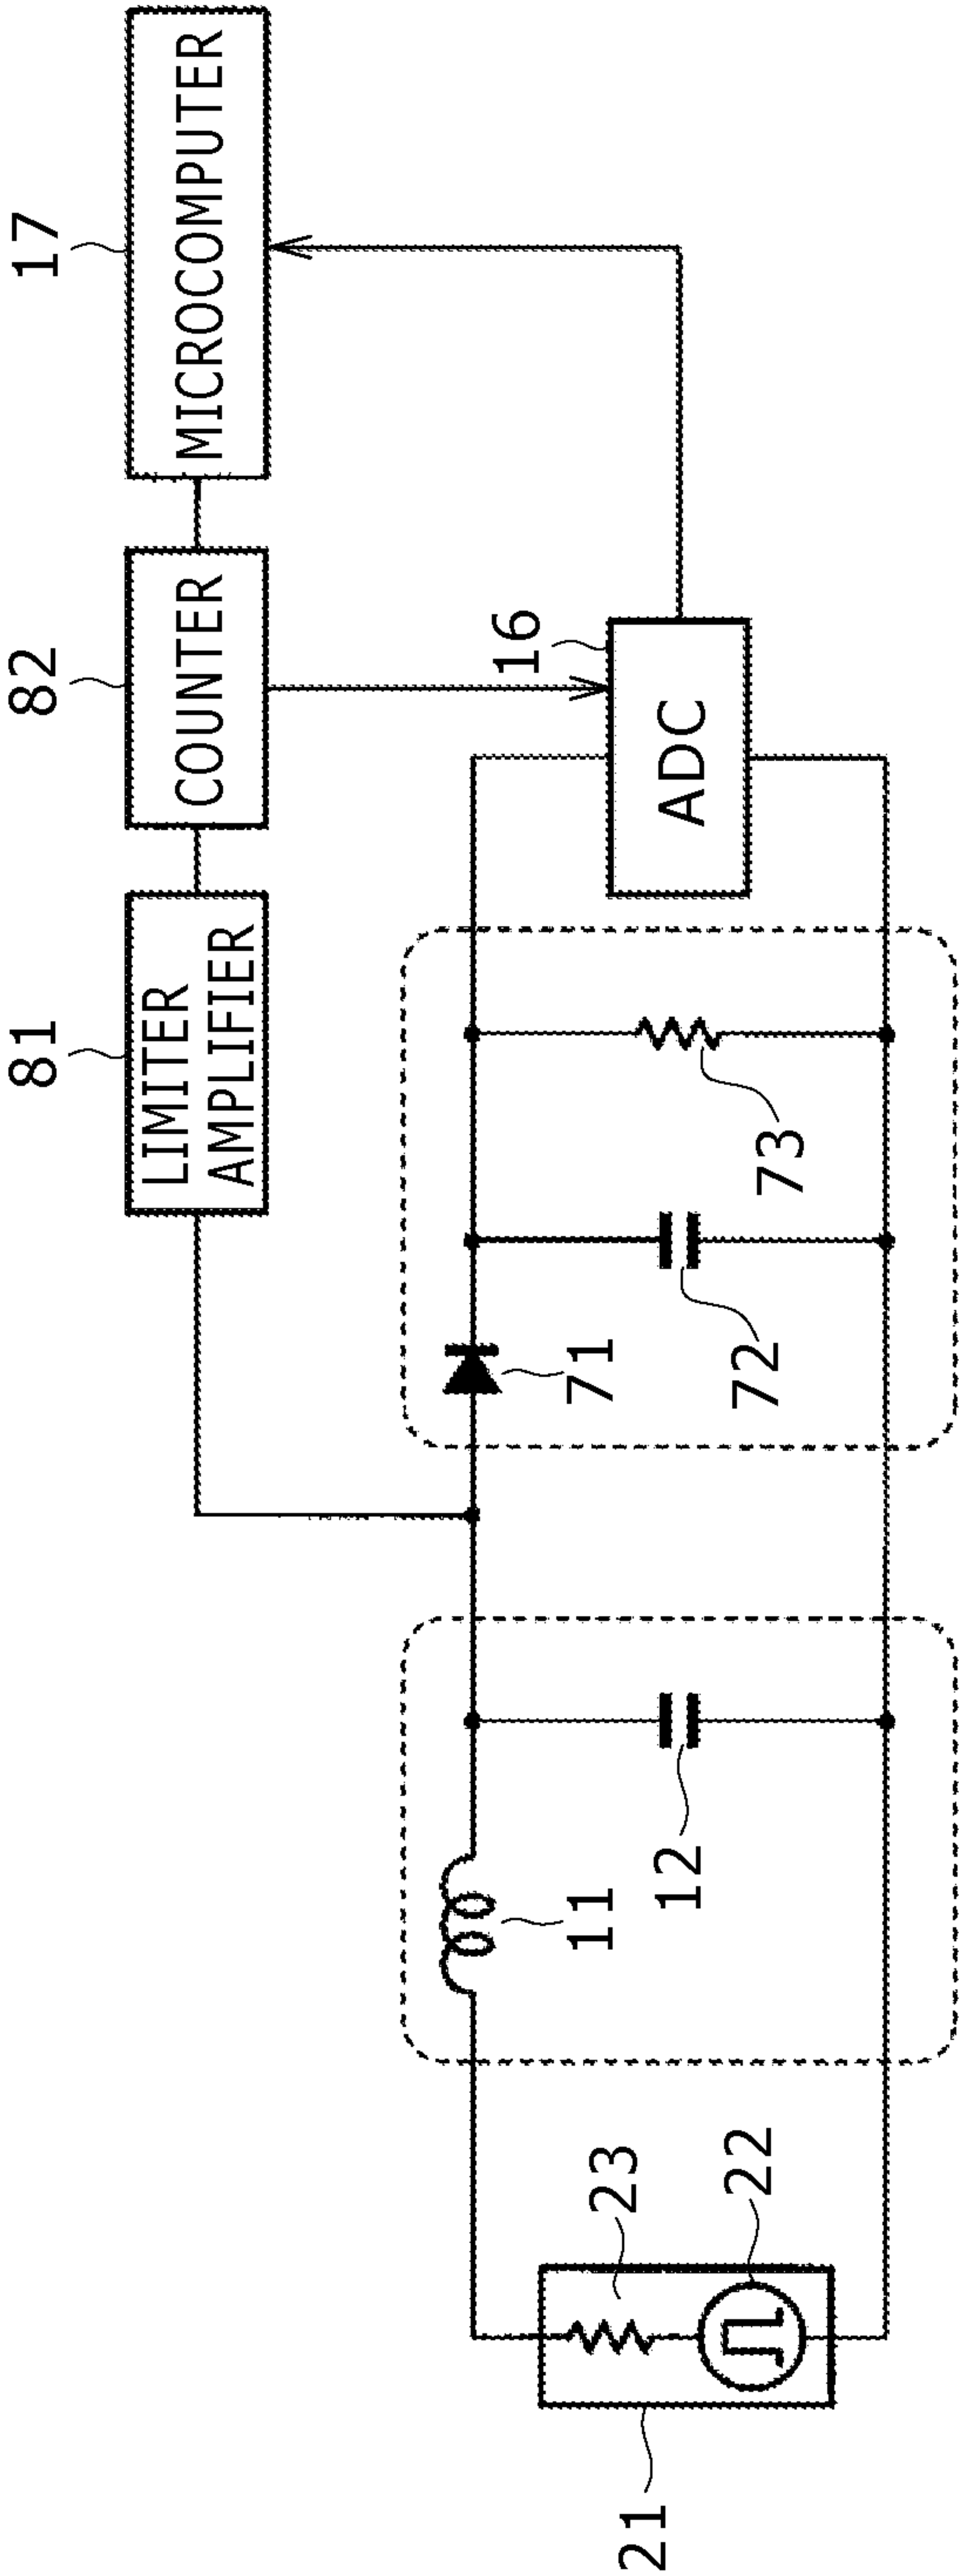 81
82
17
LIMITER
AMPLIFIER
COUNTER
MICROCOMPUTER
16
ADC
71
72
73
11
12
23
22
21